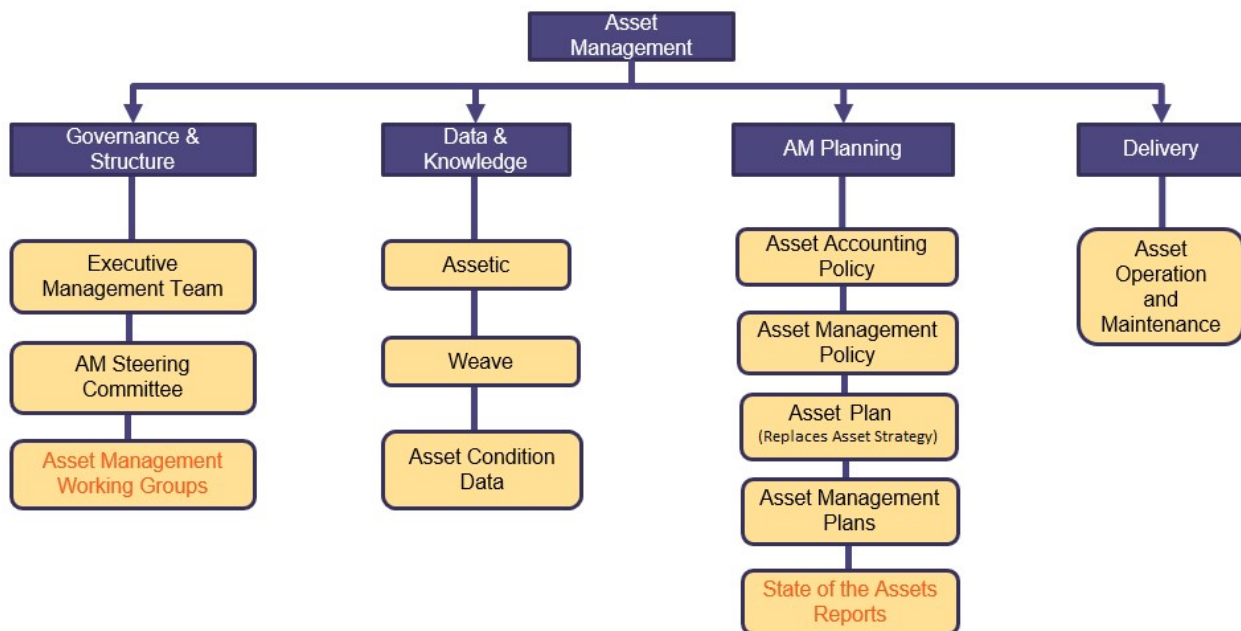 Asset
Management
Governance &
Structure
Data &
Knowledge
AM Planning
Delivery
Executive
Management Team
AM Steering
Committee
Asset Management
Working Groups
Assetic
Weave
Asset Condition
Data
Asset Accounting
Policy
Asset Management
Policy
Asset Plan
(Replaces Asset Strategy)
Asset Management
Plans
State of the Assets
Reports
Asset
Operation
and
Maintenance